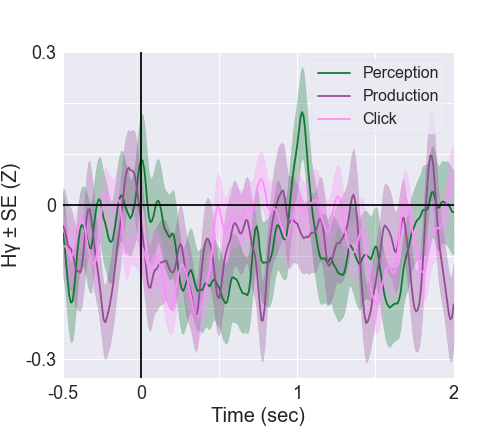 0.3
Perception
Production
Click
0
-0.3
Hγ ± SE (Z)
-0.5 0 1 2
Time (sec)